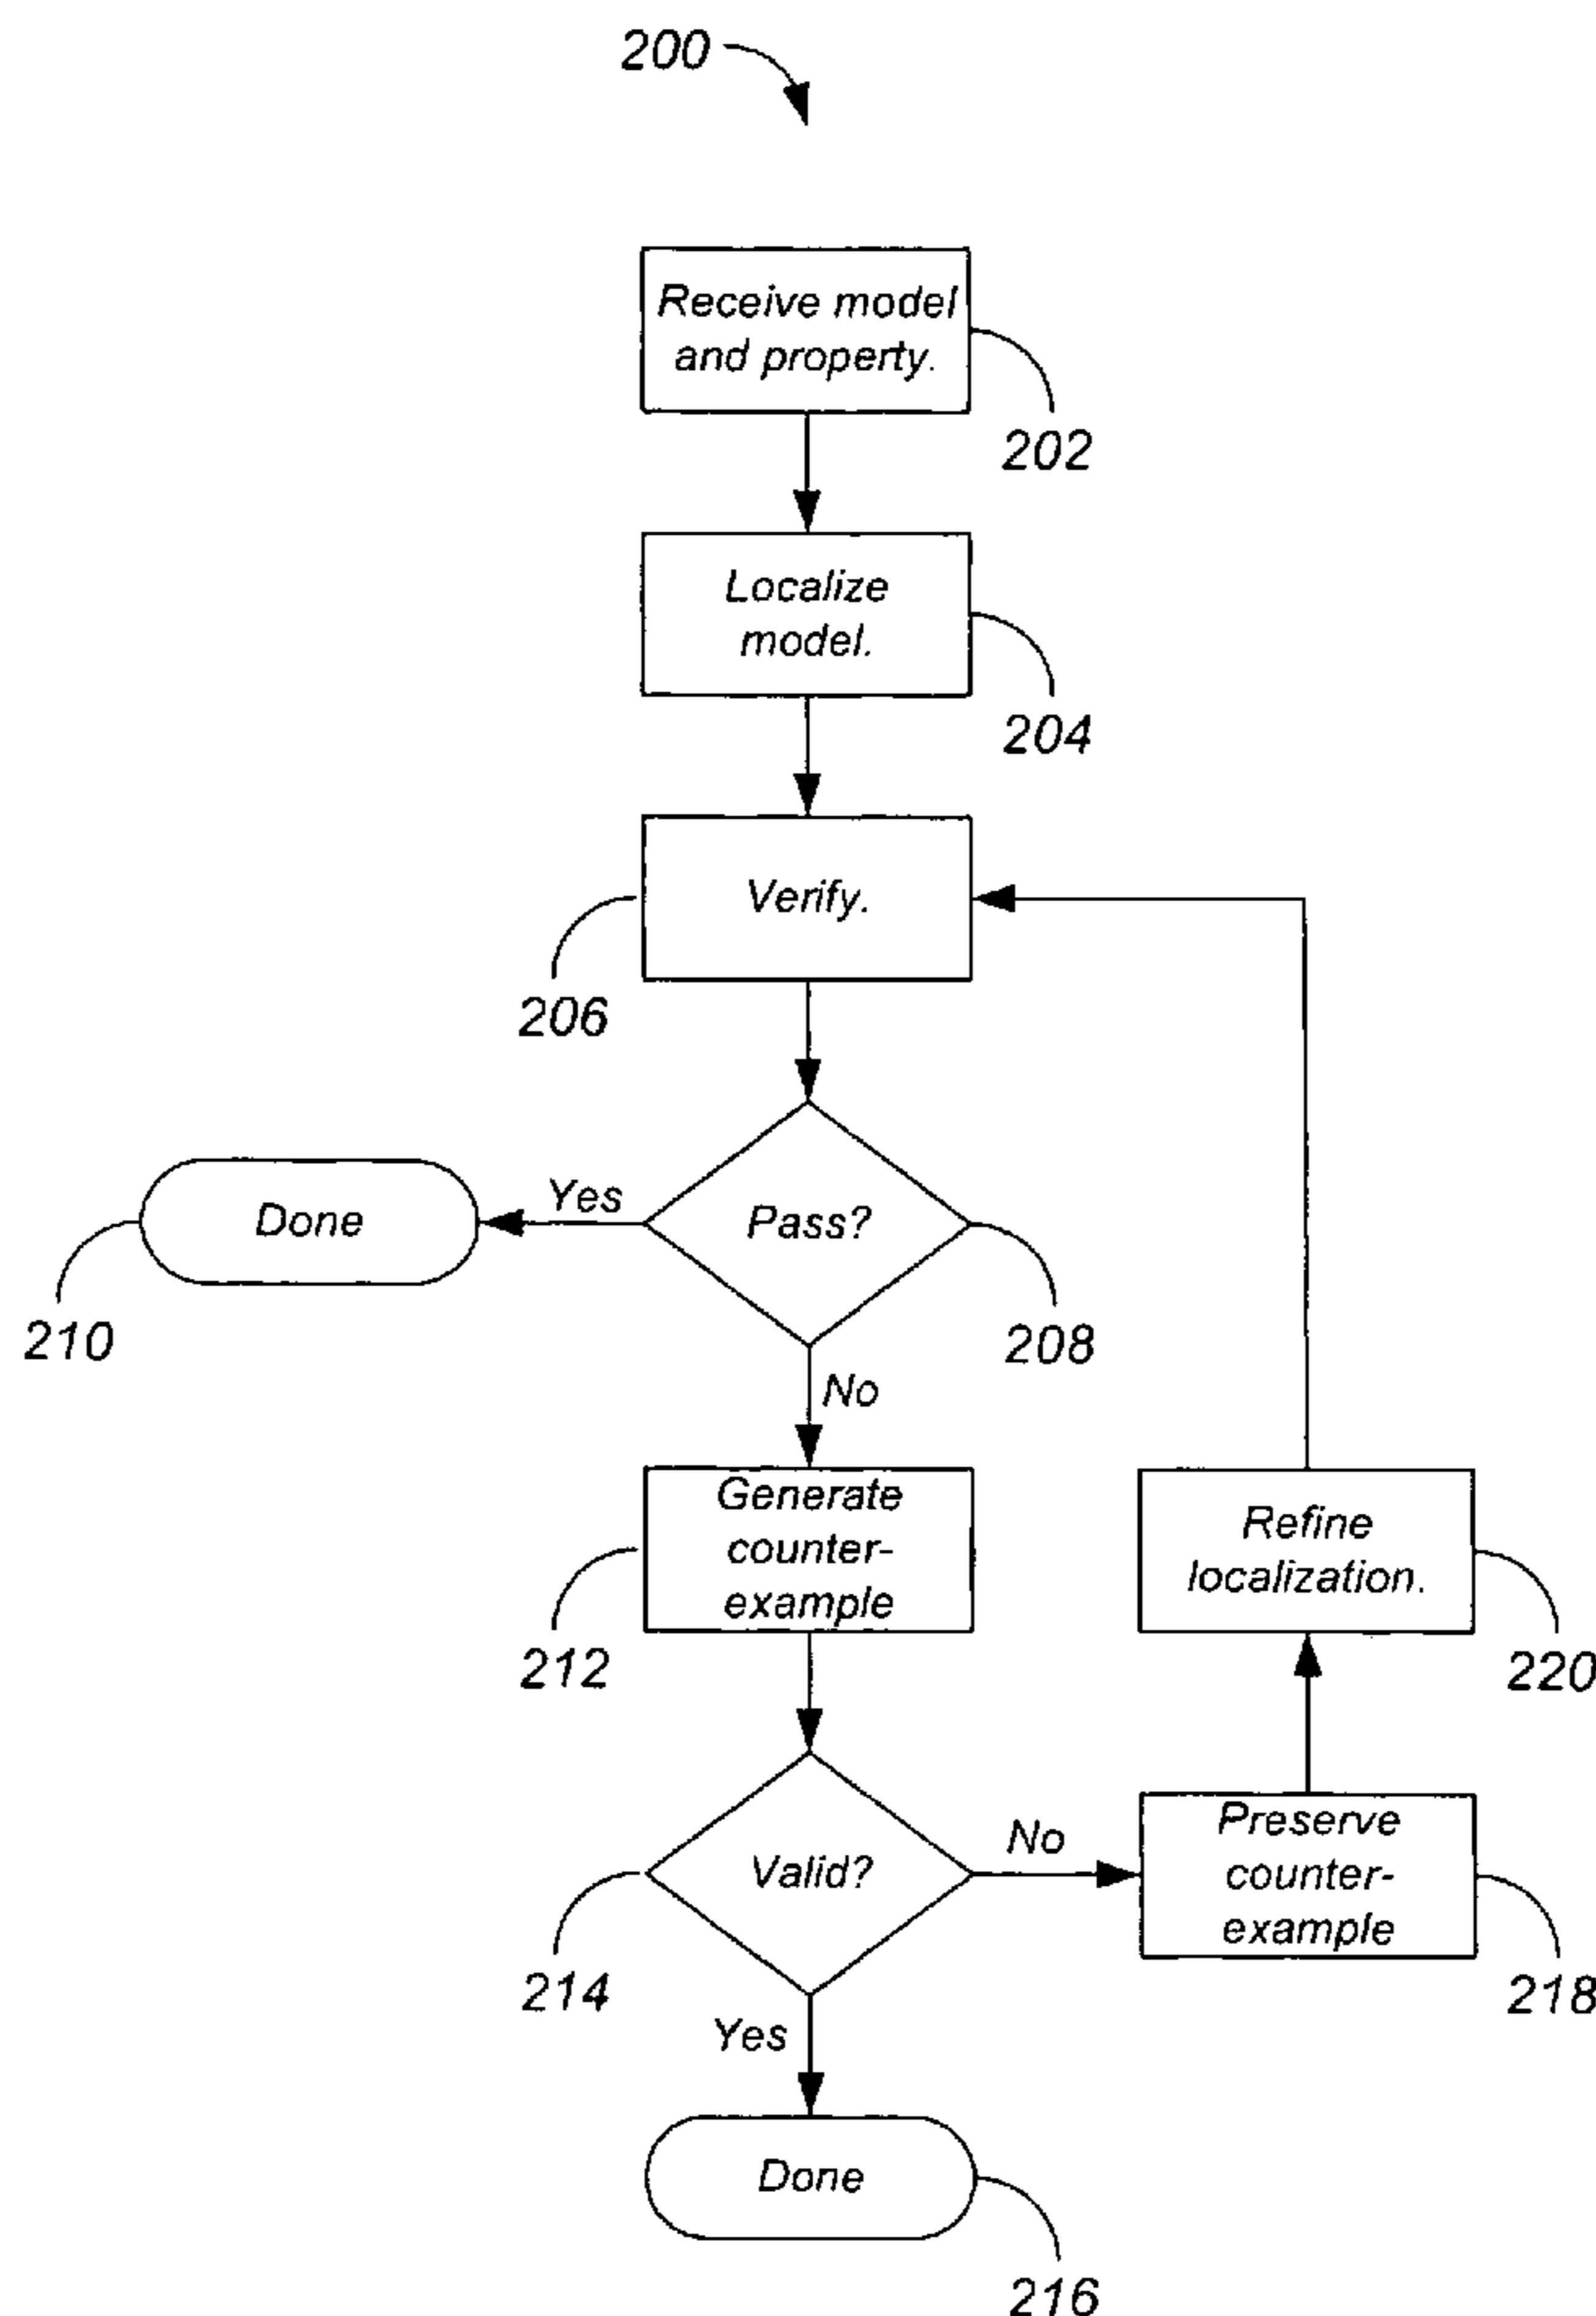 200
Receive model
and property.
202
Localize
model.
204
Verify.
206
Pass?
208
Yes
Done
210
No
Generate
counter-
example
212
Refine
localization.
220
Valid?
214
No
Preserve
counter-
example
218
Yes
Done
216